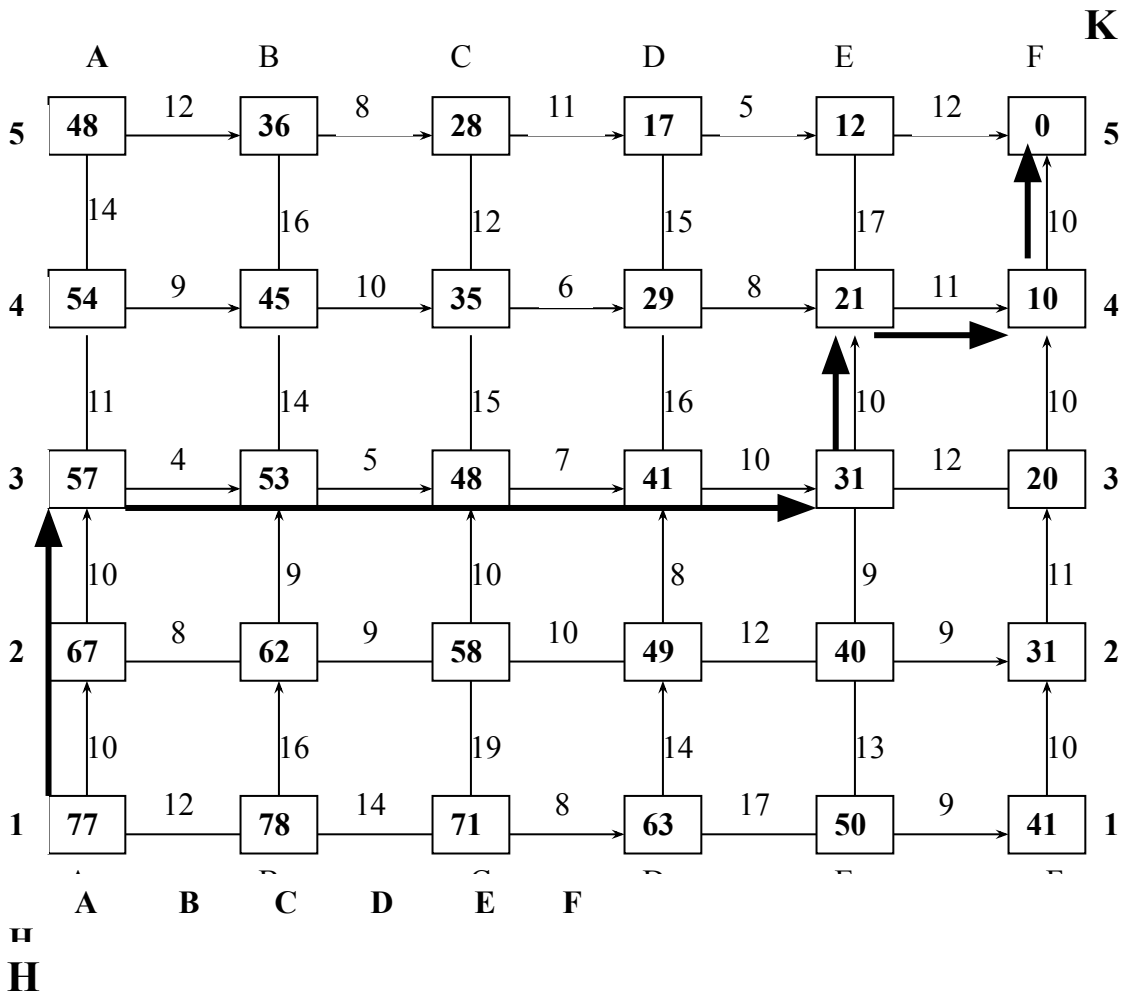 K
A B C D E F
12 8 11 5 12
5 48 36 28 17 12 0 5
14 16 12 15 17 10
9 10 6 8 11
4 54 45 35 29 21 10 4
11 14 15 16 10 10
4 5 7 10 12
3 57 53 48 41 31 20 3
10 9 10 8 9 11
8 9 10 12 9
2 67 62 58 49 40 31 2
10 16 19 14 13 10
12 14 8 17 9
1 77 78 71 63 50 41 1
A B C D E F
H
H